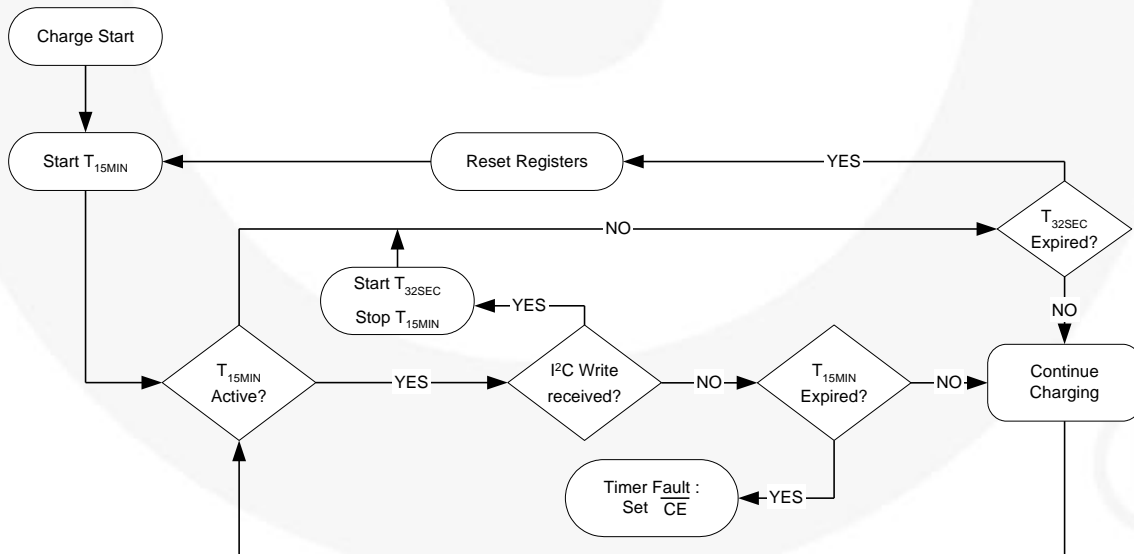 Charge Start
Start T15MIN
Reset Registers
YES
T32SEC
Expired?
NO
Start T32SEC
Stop T15MIN
YES
NO
T15MIN
Active?
YES
I²C Write
received?
NO
T15MIN
Expired?
NO
Continue
Charging
Timer Fault :
Set CE
YES